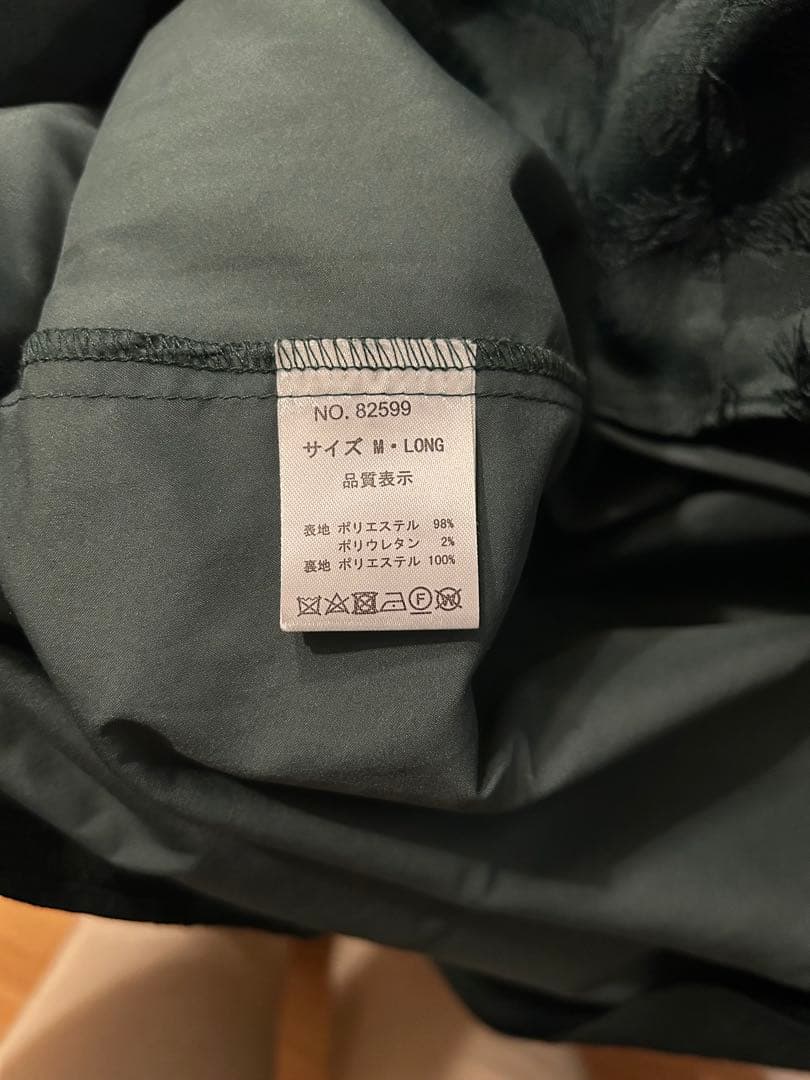 NO. 82599
サイズ M・LONG
品質表示
表地 ポリエステル 98%
ポリウレタン 2%
裏地 ポリエステル 100%
F W